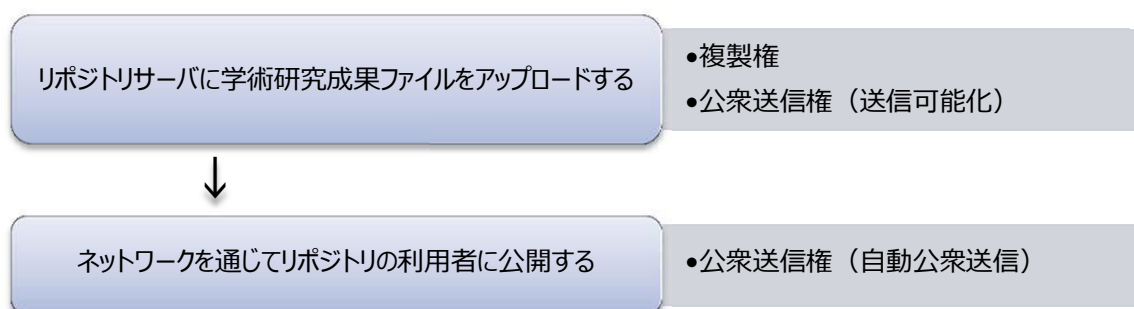 リポジトリサーバに学術研究成果ファイルをアップロードする
•複製権
•公衆送信権（送信可能化）
↓
ネットワークを通じてリポジトリの利用者に公開する
•公衆送信権（自動公衆送信）